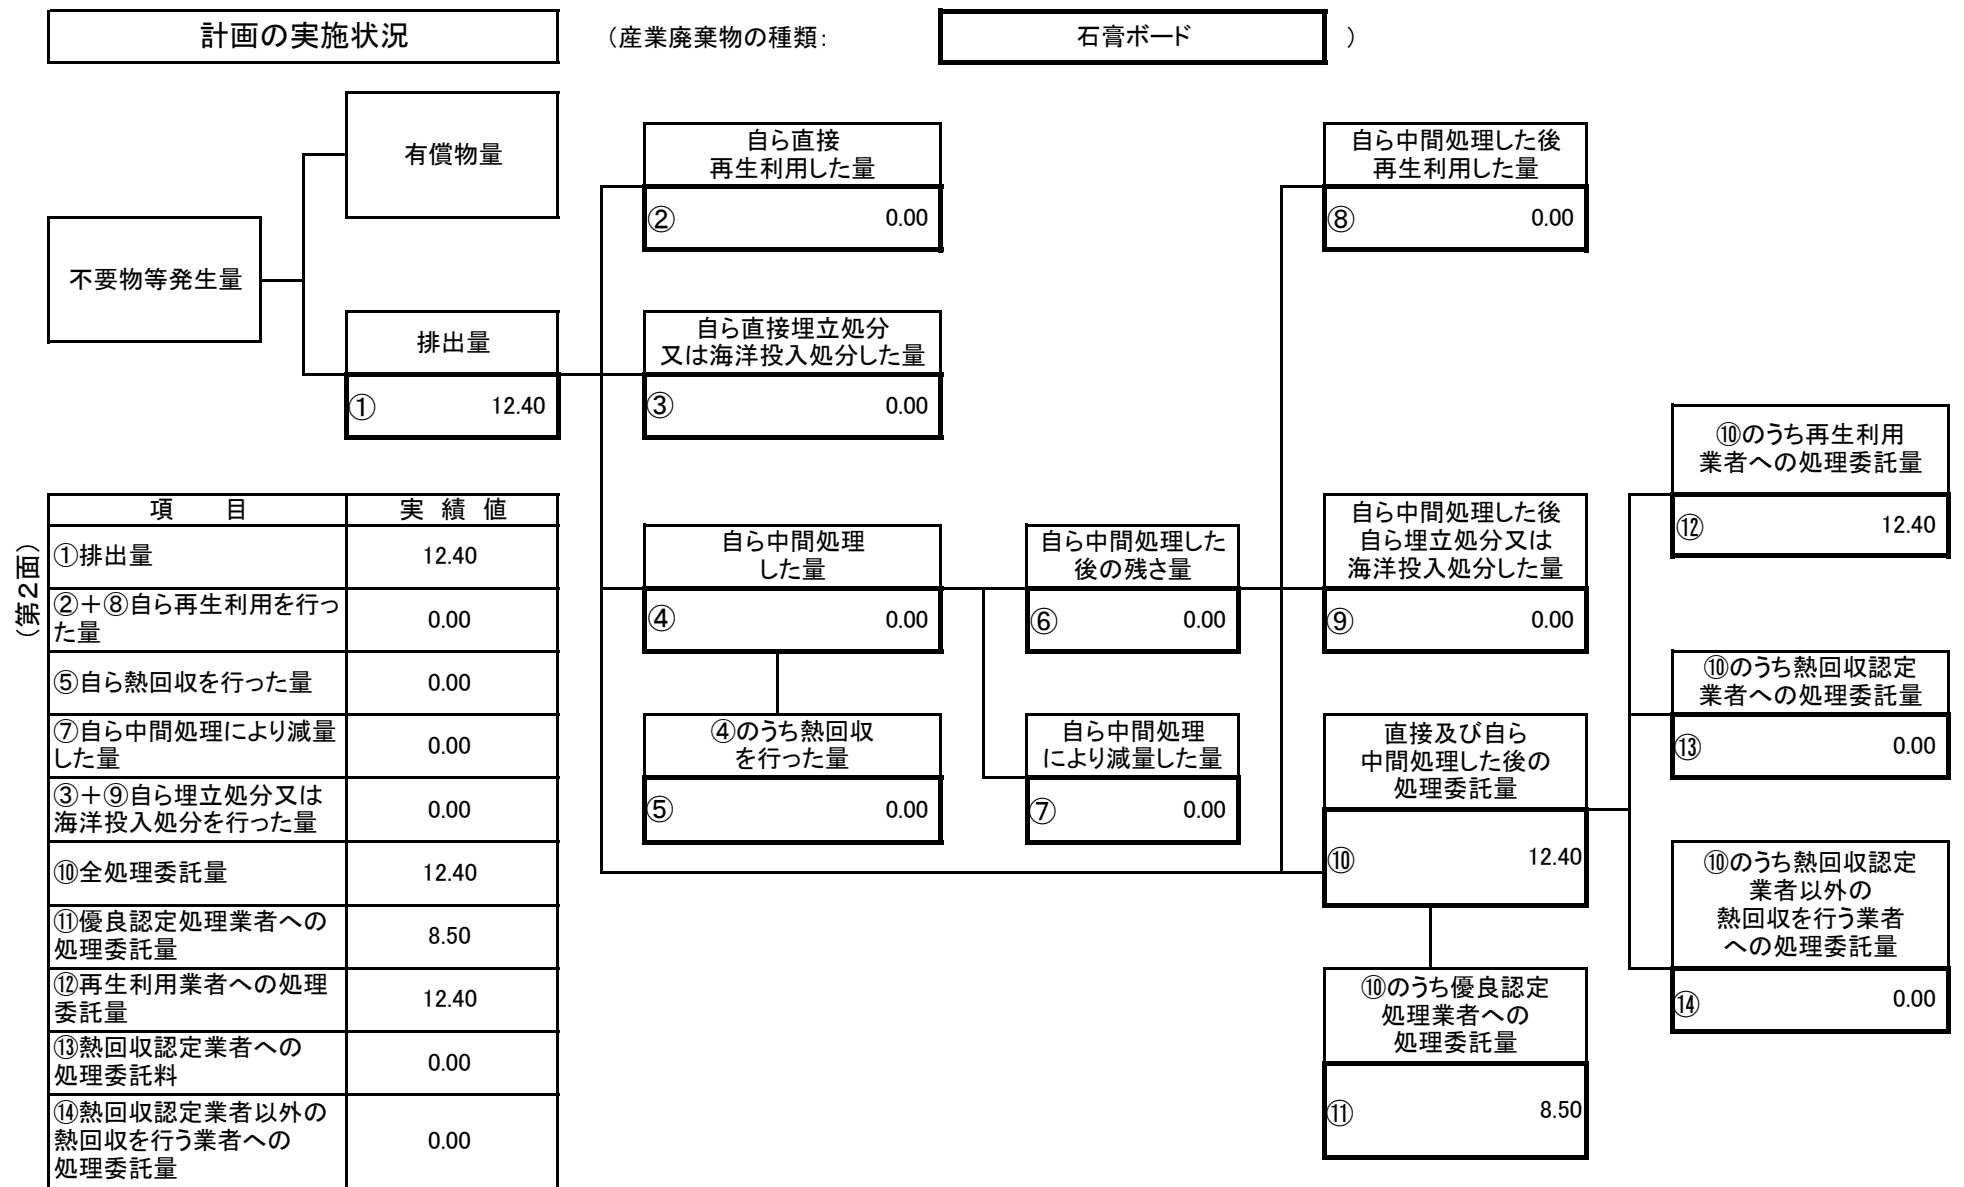 計画の実施状況
（産業廃棄物の種類：
石膏ボード
）
有償物量
不要物等発生量
排出量
① 12.40
自ら直接
再生利用した量
② 0.00
自ら直接埋立処分
又は海洋投入処分した量
③ 0.00
自ら中間処理
した量
④ 0.00
④のうち熱回収
を行った量
⑤ 0.00
自ら中間処理した
後の残さ量
⑥ 0.00
自ら中間処理
により減量した量
⑦ 0.00
自ら中間処理した後
再生利用した量
⑧ 0.00
自ら中間処理した後
自ら埋立処分又は
海洋投入処分した量
⑨ 0.00
直接及び自ら
中間処理した後の
処理委託量
⑩ 12.40
⑩のうち優良認定
処理業者への
処理委託量
⑪ 8.50
⑩のうち再生利用
業者への処理委託量
⑫ 12.40
⑩のうち熱回収認定
業者への処理委託量
⑬ 0.00
⑩のうち熱回収認定
業者以外の
熱回収を行う業者
への処理委託量
⑭ 0.00
（第２面）
項　目 実 績 値
①排出量 12.40
②＋⑧自ら再生利用を行っ
た量 0.00
⑤自ら熱回収を行った量 0.00
⑦自ら中間処理により減量
した量 0.00
③＋⑨自ら埋立処分又は
海洋投入処分を行った量 0.00
⑩全処理委託量 12.40
⑪優良認定処理業者への
処理委託量 8.50
⑫再生利用業者への処理
委託量 12.40
⑬熱回収認定業者への
処理委託料 0.00
⑭熱回収認定業者以外の
熱回収を行う業者への
処理委託量 0.00